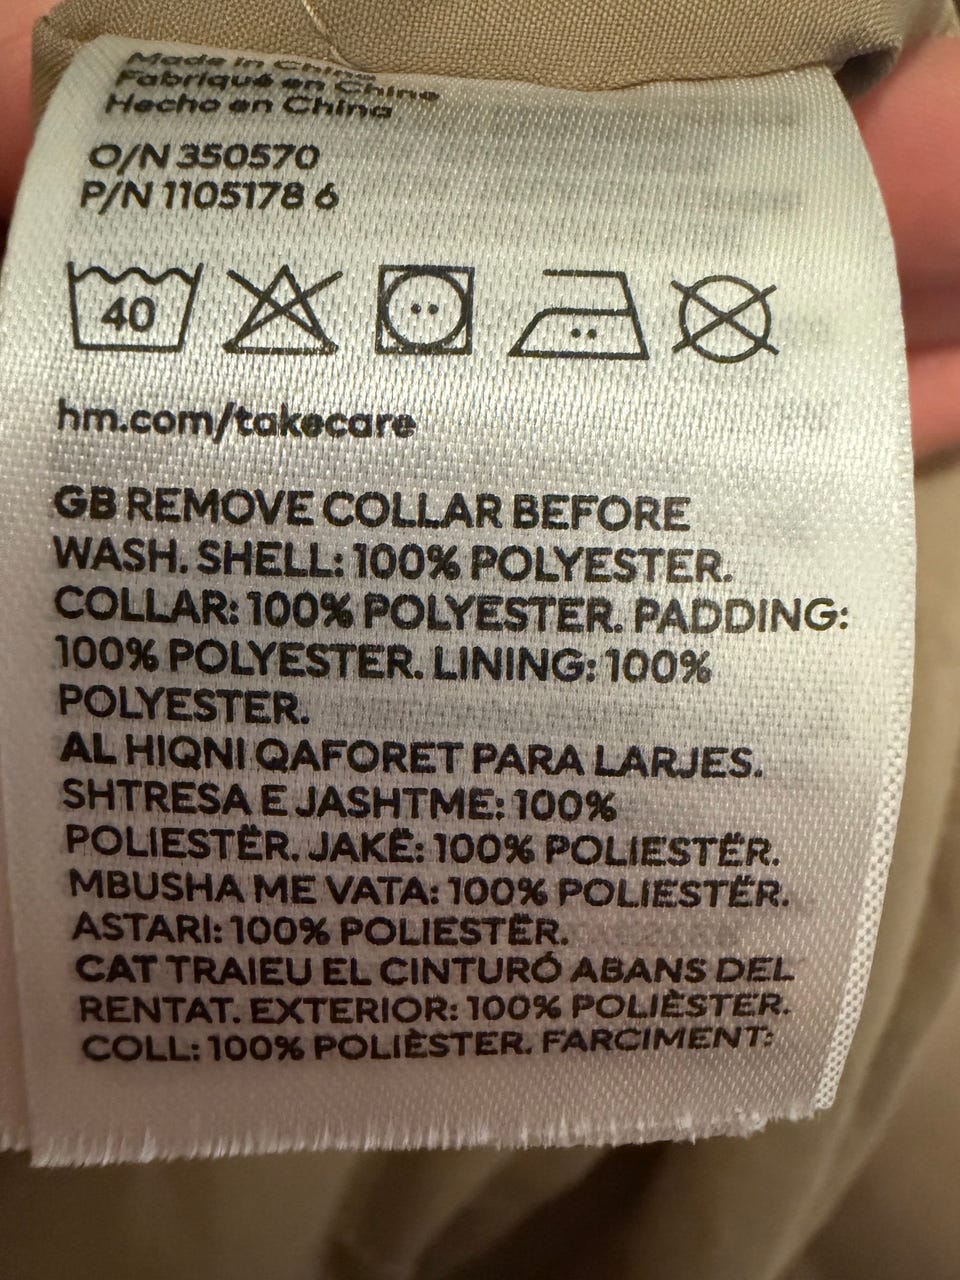 Made in China
Fabriqué en Chine
Hecho en China
O/N 350570
P/N 1105178 6
40
hm.com/takecare
GB REMOVE COLLAR BEFORE
WASH. SHELL: 100% POLYESTER.
COLLAR: 100% POLYESTER. PADDING:
100% POLYESTER. LINING: 100%
POLYESTER.
AL HIQNI QAFORET PARA LARJES.
SHTRESA E JASHTME: 100%
POLIESTËR. JAKË: 100% POLIESTËR.
MBUSHA ME VATA: 100% POLIESTËR.
ASTARI: 100% POLIESTËR.
CAT TRAIEU EL CINTURÓ ABANS DEL
RENTAT. EXTERIOR: 100% POLIÈSTER.
COLL: 100% POLIÈSTER. FARCIMENT: